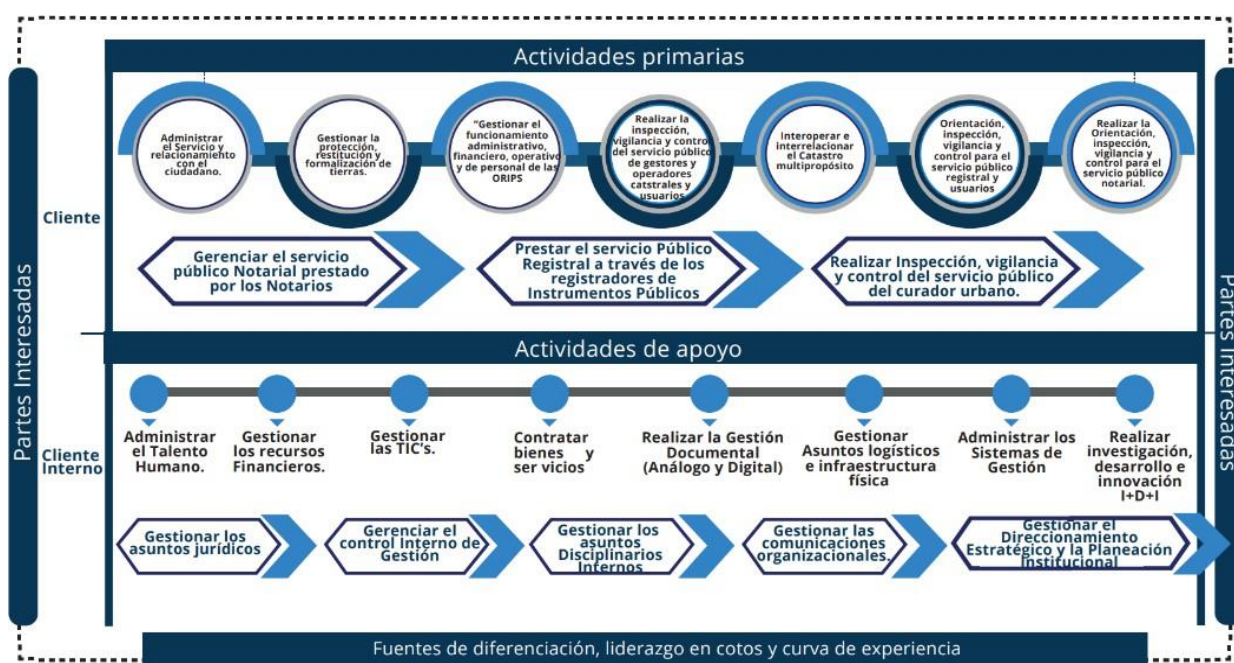 Actividades primarias
Partes Interesadas
Cliente
Administrar
el Servicio y
relacionamiento
con el
ciudadano.
Gestionar la
protección,
restitución y
formalización de
tierras.
"Gestionar el
funcionamiento
administrativo,
financiero, operativo
y de personal de las
ORIPS
Realizar la
inspección,
vigilancia y control
del servicio público
de gestores y
operadores
catstrales y
usuarios
Interoperar e
interrelacionar
el Catastro
multipropósito
Orientación,
inspección,
vigilancia y
control para el
servicio público
registral y
usuarios
Realizar la
Orientación,
inspección,
vigilancia y
control para el
servicio público
notarial.
Gerenciar el servicio
público Notarial prestado
por los Notarios
Prestar el servicio Público
Registral a través de los
registradores de
Instrumentos Públicos
Realizar Inspección, vigilancia
y control del servicio público
del curador urbano.
Partes Interesadas
Actividades de apoyo
Cliente
Interno
Administrar
el Talento
Humano.
Gestionar
los recursos
Financieros.
Gestionar
las TIC's.
Contratar
bienes y
ser vicios
Realizar la Gestión
Documental
(Análogo y Digital)
Gestionar
Asuntos logísticos
e infraestructura
física
Administrar los
Sistemas de
Gestión
Realizar
investigación,
desarrollo e
innovación
I+D+I
Gestionar los
asuntos jurídicos
Gerenciar el
control Interno de
Gestión
Gestionar los
asuntos
Disciplinarios
Internos
Gestionar las
comunicaciones
organizacionales.
Gestionar el
Direccionamiento
Estratégico y la Planeación
Institucional
Fuentes de diferenciación, liderazgo en cotos y curva de experiencia